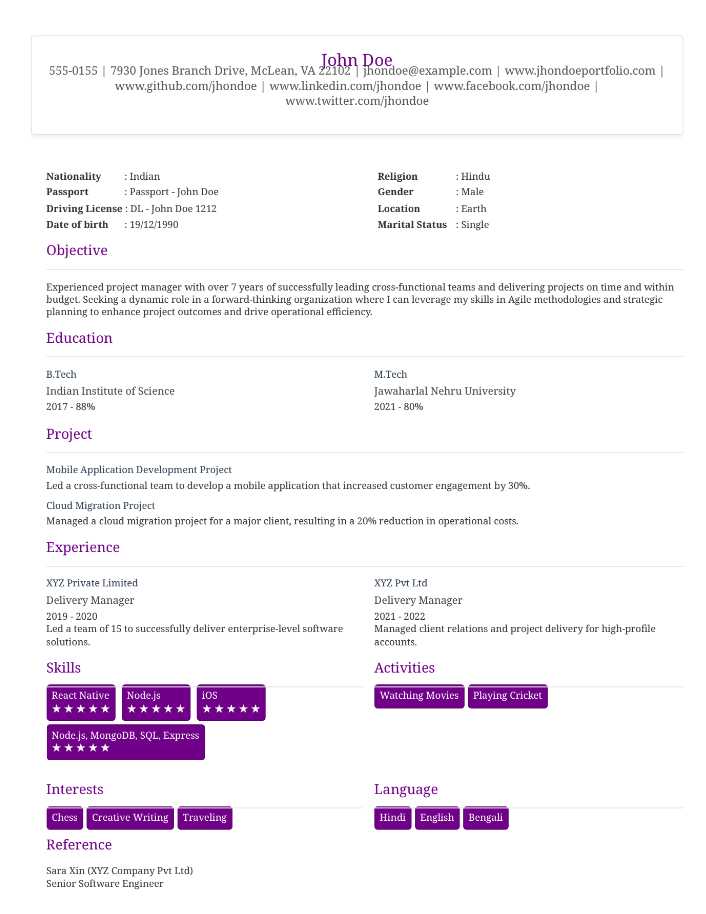 John Doe
555-0155 | 7930 Jones Branch Drive, McLean, VA 22102 | jhondoe@example.com | www.jhondoeportfolio.com |
www.github.com/jhondoe | www.linkedin.com/jhondoe | www.facebook.com/jhondoe |
www.twitter.com/jhondoe
Nationality : Indian
Passport : Passport - John Doe
Driving License : DL - John Doe 1212
Date of birth : 19/12/1990
Religion : Hindu
Gender : Male
Location : Earth
Marital Status : Single
Objective
Experienced project manager with over 7 years of successfully leading cross-functional teams and delivering projects on time and within
budget. Seeking a dynamic role in a forward-thinking organization where I can leverage my skills in Agile methodologies and strategic
planning to enhance project outcomes and drive operational efficiency.
Education
B.Tech
Indian Institute of Science
2017 - 88%
M.Tech
Jawaharlal Nehru University
2021 - 80%
Project
Mobile Application Development Project
Led a cross-functional team to develop a mobile application that increased customer engagement by 30%.
Cloud Migration Project
Managed a cloud migration project for a major client, resulting in a 20% reduction in operational costs.
Experience
XYZ Private Limited
Delivery Manager
2019 - 2020
Led a team of 15 to successfully deliver enterprise-level software
solutions.
XYZ Pvt Ltd
Delivery Manager
2021 - 2022
Managed client relations and project delivery for high-profile
accounts.
Skills
React Native
★★★★★
Node.js
★★★★★
iOS
★★★★★
Node.js, MongoDB, SQL, Express
★★★★★
Activities
Watching Movies
Playing Cricket
Interests
Chess
Creative Writing
Traveling
Language
Hindi
English
Bengali
Reference
Sara Xin (XYZ Company Pvt Ltd)
Senior Software Engineer